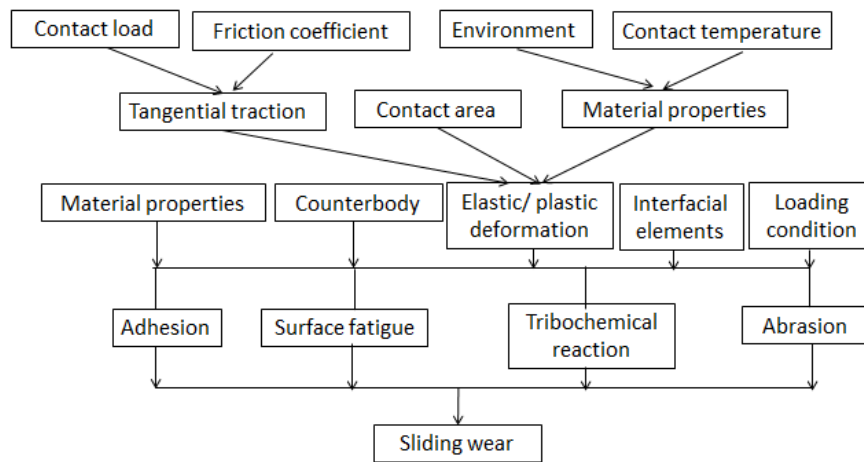 Contact load
Friction coefficient
Environment
Contact temperature
Tangential traction
Contact area
Material properties
Material properties
Counterbody
Elastic/ plastic
deformation
Interfacial
elements
Loading
condition
Adhesion
Surface fatigue
Tribochemical
reaction
Abrasion
Sliding wear